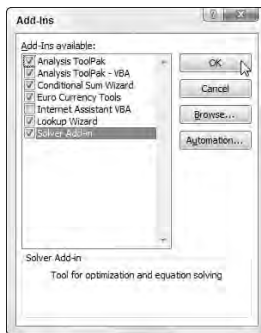 Add-Ins
Add-Ins available:
Analysis ToolPak
Analysis ToolPak - VBA
Conditional Sum Wizard
Euro Currency Tools
Internet Assistant VBA
Lookup Wizard
Solver Add-in
OK
Cancel
Browse...
Automation...
Solver Add-in
Tool for optimization and equation solving